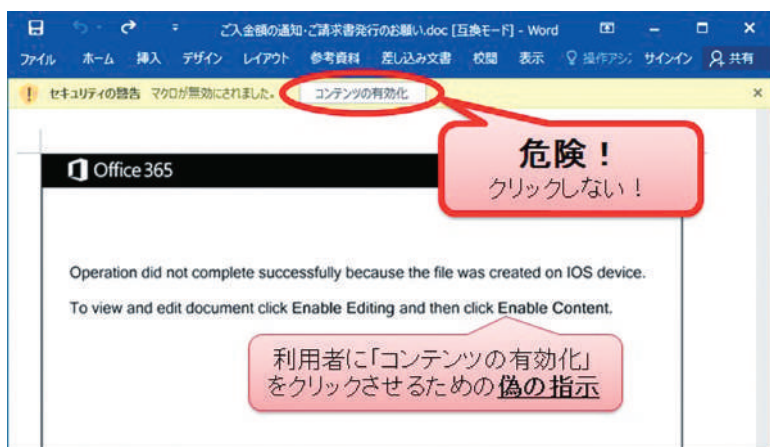 ご入金額の通知・ご請求書発行のお願い.doc [互換モード] - Word
ファイル ホーム 挿入 デザイン レイアウト 参考資料 差し込み文書 校閲 表示 操作アシ サインイン 共有
! セキュリティの警告 マクロが無効にされました。 コンテンツの有効化 ×
危険！
クリックしない！
Office 365
Operation did not complete successfully because the file was created on IOS device.
To view and edit document click Enable Editing and then click Enable Content.
利用者に「コンテンツの有効化」
をクリックさせるための偽の指示